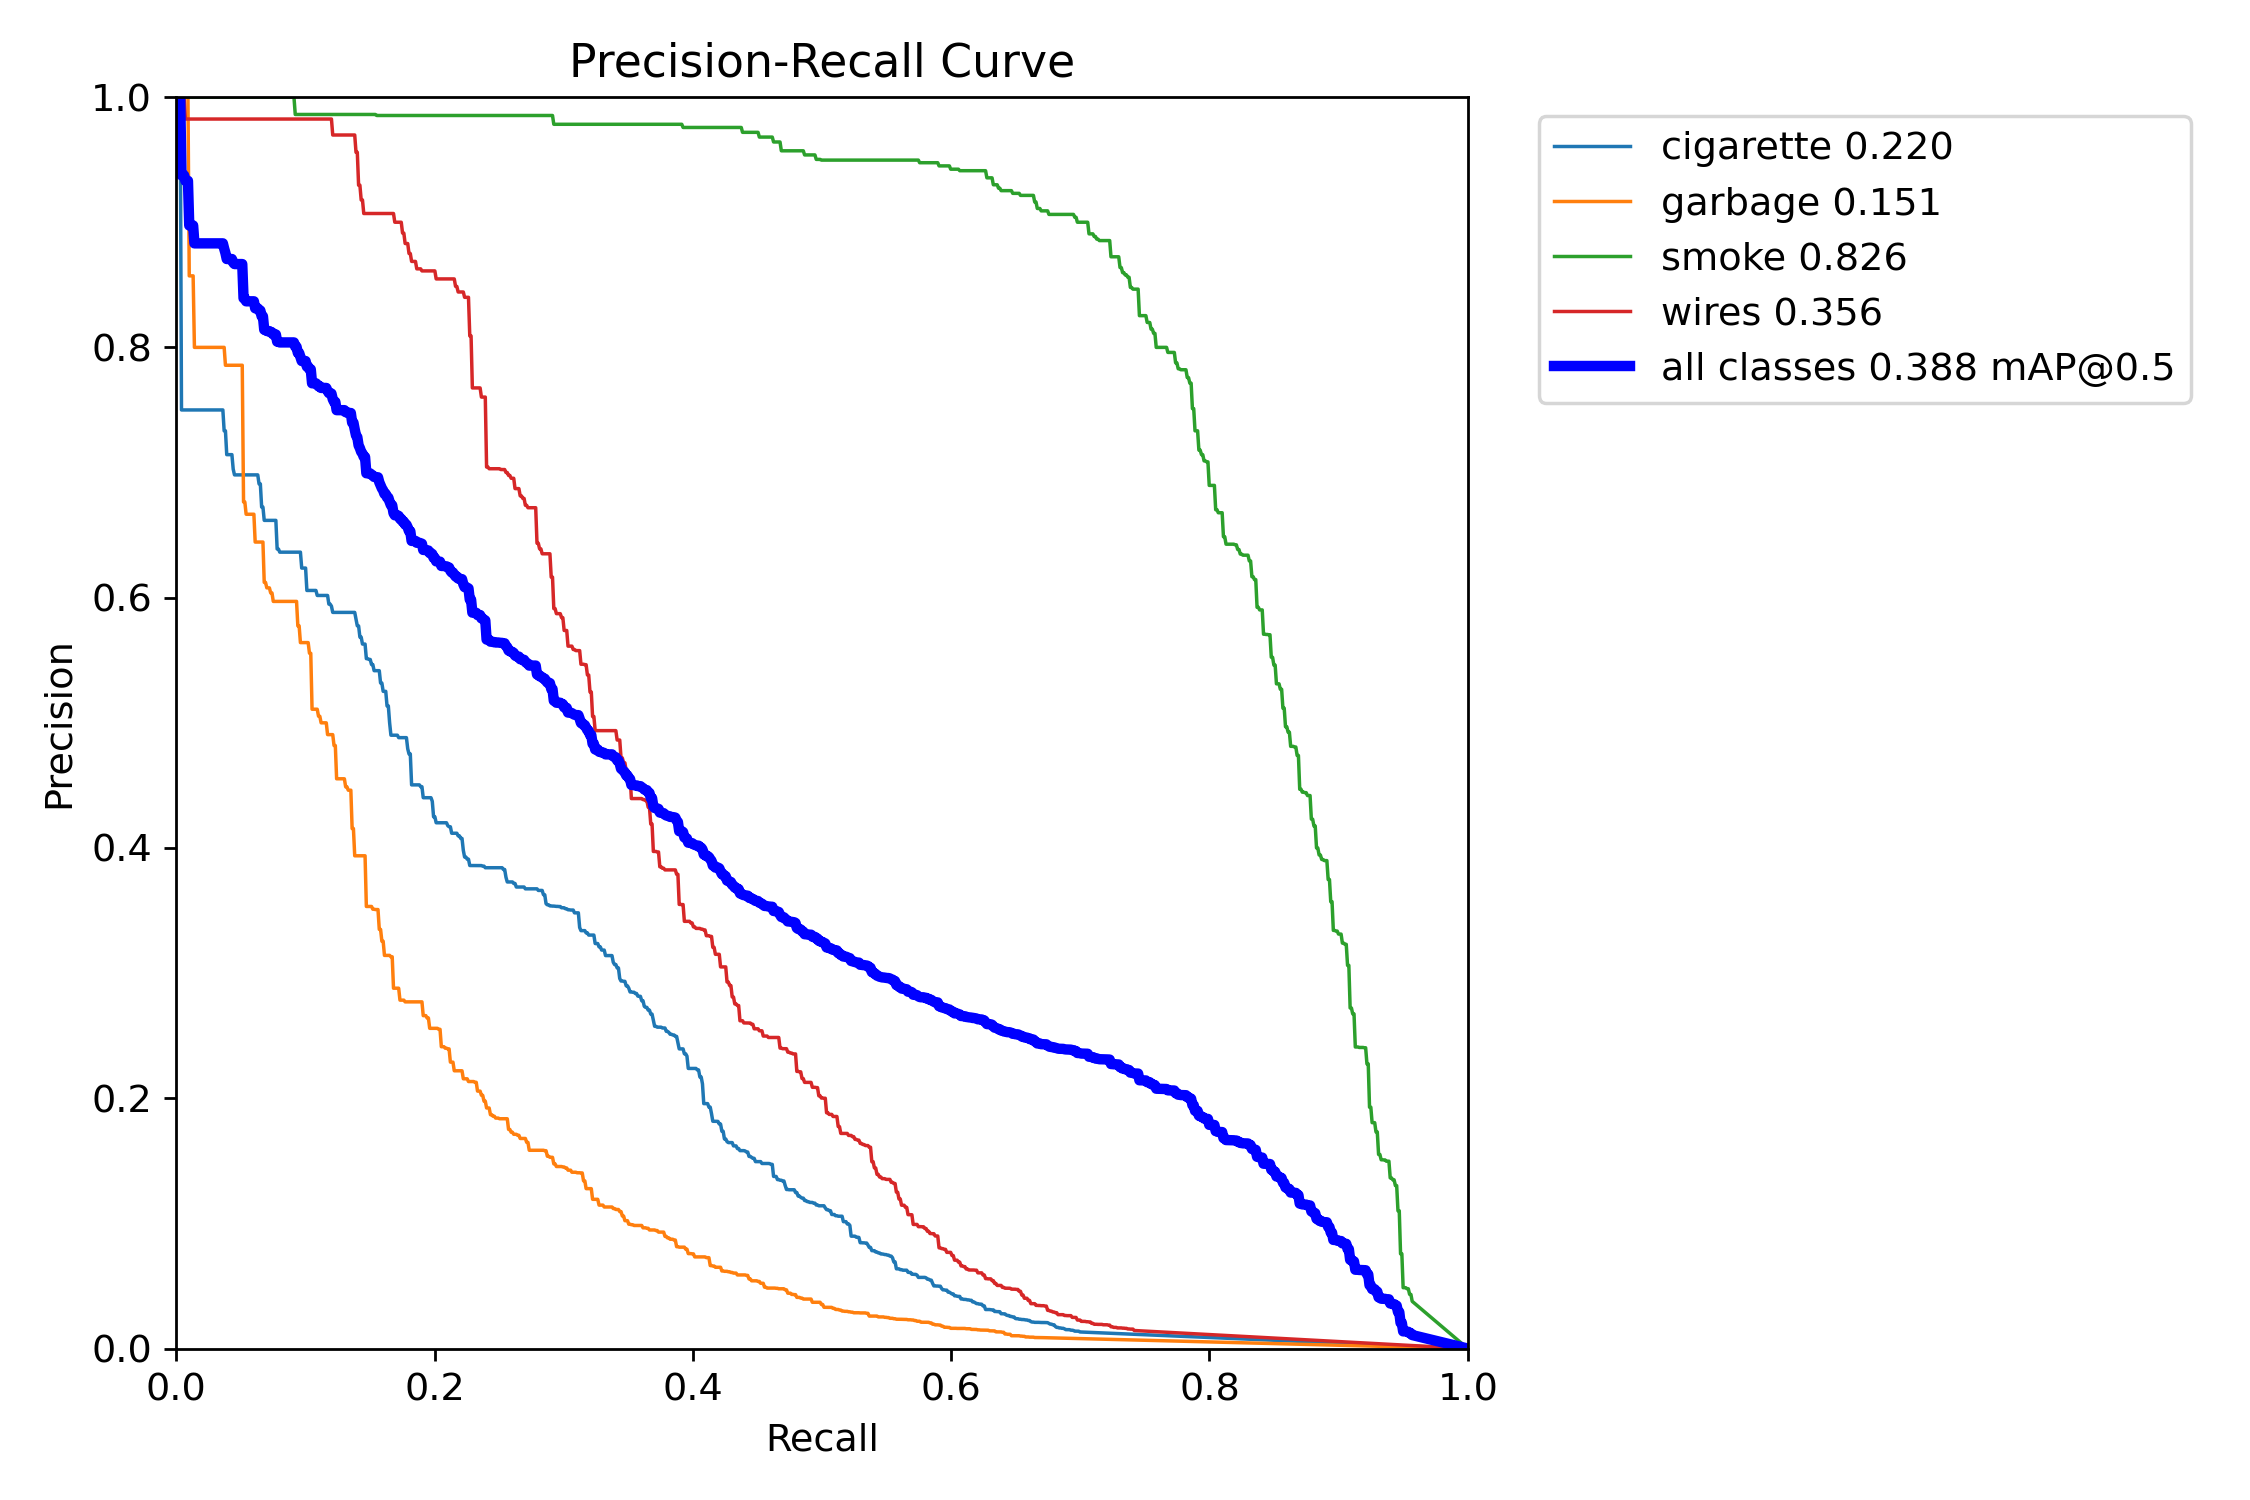 Precision-Recall Curve
1.0
0.8
0.6
0.4
0.2
0.0
Precision
0.0 0.2 0.4 0.6 0.8 1.0
Recall
cigarette 0.220
garbage 0.151
smoke 0.826
wires 0.356
all classes 0.388 mAP@0.5